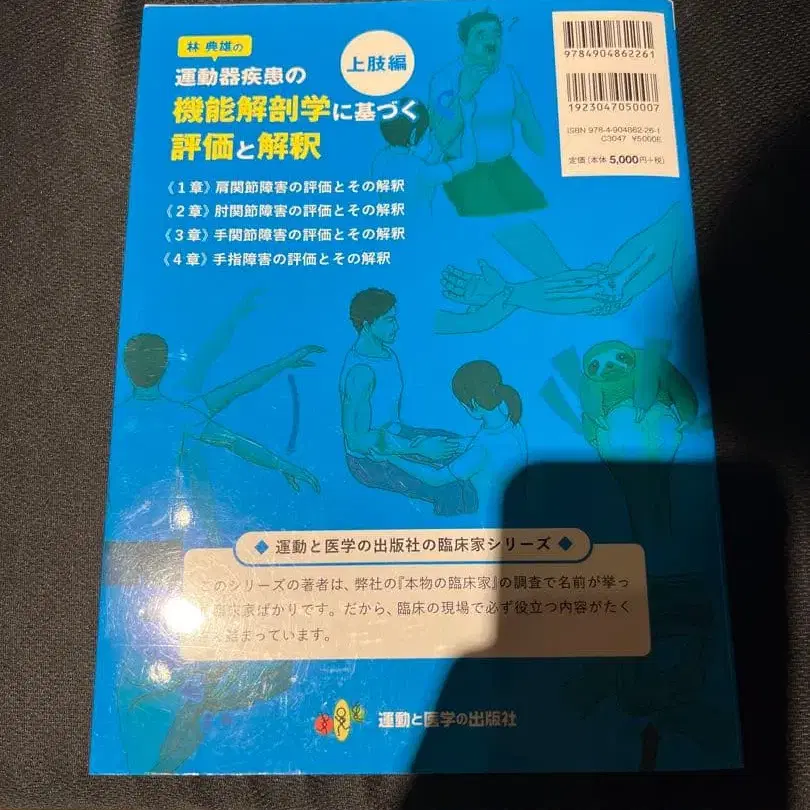 林 典雄の
運動器疾患の
上肢編
機能解剖学に基づく
評価と解釈
《1章》肩関節障害の評価とその解釈
《2章》肘関節障害の評価とその解釈
《3章》手関節障害の評価とその解釈
《4章》手指障害の評価とその解釈
9784904862261
1923047050007
ISBN 978-4-904862-26-1
C3047 ¥5000E
定価（本体 5,000円+税）
?
◆ 運動と医学の出版社の臨床家シリーズ ◆
このシリーズの著者は、弊社の『本物の臨床家』の調査で名前が挙っ
臨床家ばかりです。だから、臨床の現場で必ず役立つ内容がたく
詰まっています。
運動と医学の出版社